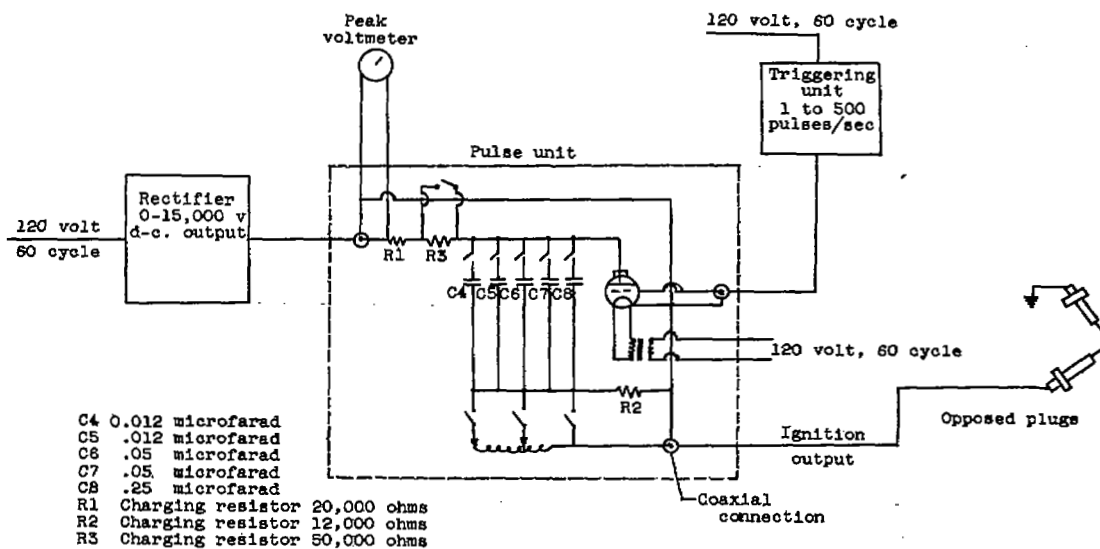 Peak
voltmeter
120 volt, 60 cycle
Triggering
unit
1 to 500
pulses/sec
Pulse unit
Rectifier
0-15,000 v
d-c. output
120 volt
60 cycle
R1
R3
C4
C5
C6
C7
C8
120 volt, 60 cycle
R2
Opposed plugs
Ignition
output
Coaxial
connection
C4 0.012 microfarad
C5 .012 microfarad
C6 .05 microfarad
C7 .05 microfarad
C8 .25 microfarad
R1 Charging resistor 20,000 ohms
R2 Charging resistor 12,000 ohms
R3 Charging resistor 50,000 ohms